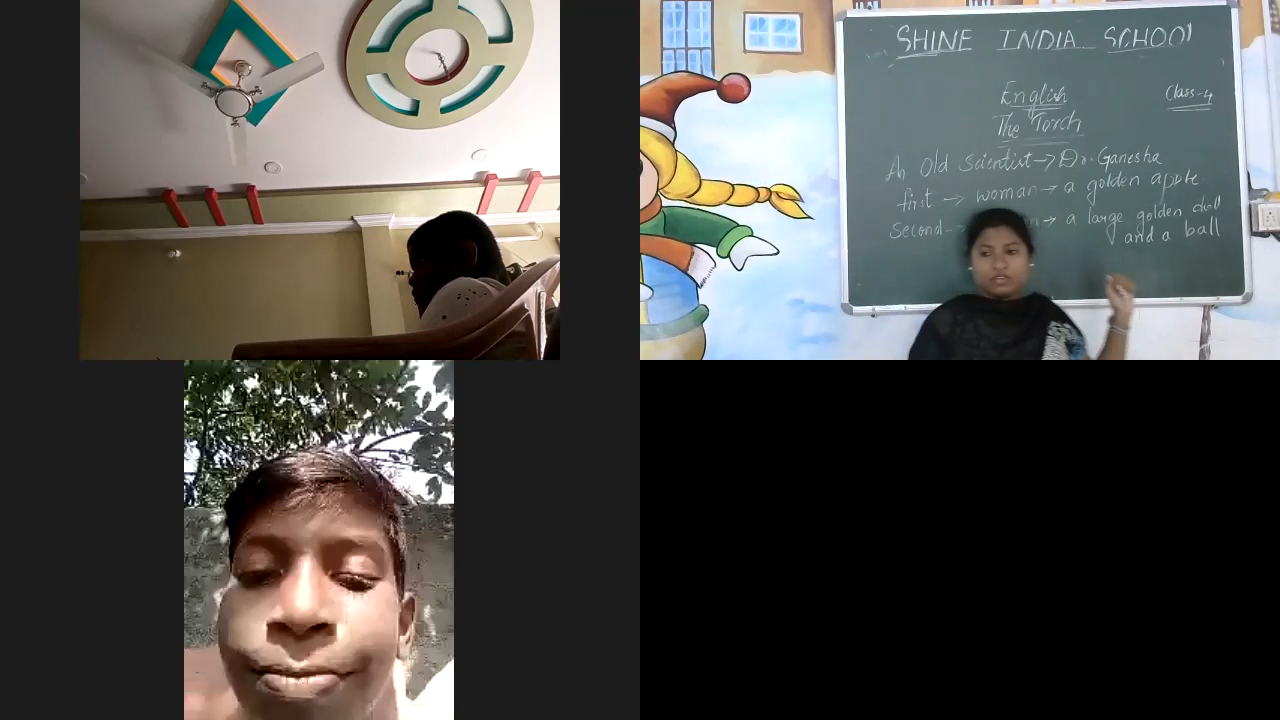 SHINE INDIA SCHOOL
English
Class-4
The Torch
An Old Scientist → Dr. Ganesha
first → woman → a golden apple
Second → → a large golden doll
and a ball